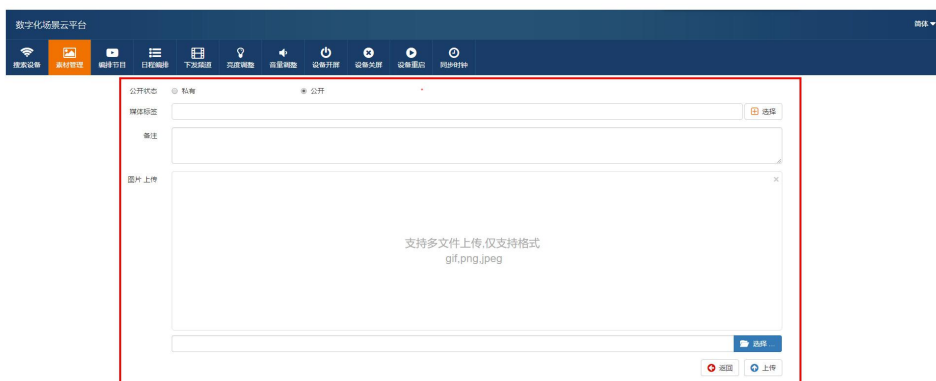 数字化场景云平台
简体
搜索设备 素材管理 编排节目 日程编排 下发频道 亮度调整 音量调整 设备开屏 设备关屏 设备重启 同步时钟
公开状态 私有 公开 *
媒体标签 选择
备注
图片上传
支持多文件上传,仅支持格式
gif,png,jpeg
选择 ...
返回 上传